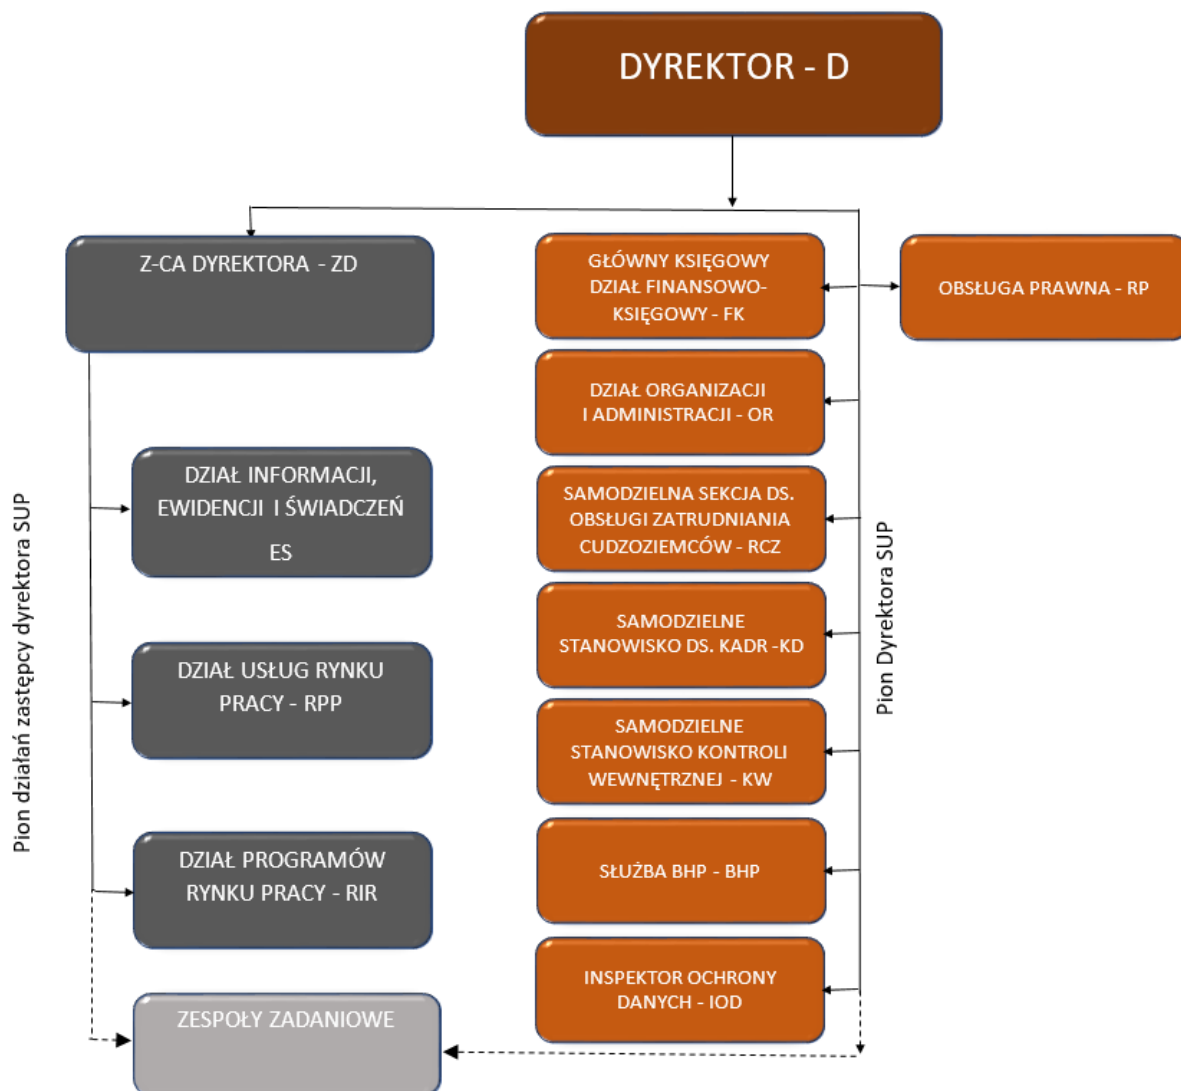 DYREKTOR - D
Z-CA DYREKTORA - ZD
GŁÓWNY KSIĘGOWY
DZIAŁ FINANSOWO-
KSIĘGOWY - FK
OBSŁUGA PRAWNA - RP
DZIAŁ ORGANIZACJI
I ADMINISTRACJI - OR
DZIAŁ INFORMACJI,
EWIDENCJI I ŚWIADCZEŃ
ES
SAMODZIELNA SEKCJA DS.
OBSŁUGI ZATRUDNIANIA
CUDZOZIEMCÓW - RCZ
SAMODZIELNE
STANOWISKO DS. KADR -KD
DZIAŁ USŁUG RYNKU
PRACY - RPP
SAMODZIELNE
STANOWISKO KONTROLI
WEWNĘTRZNEJ - KW
DZIAŁ PROGRAMÓW
RYNKU PRACY - RIR
SŁUŻBA BHP - BHP
INSPEKTOR OCHRONY
DANYCH - IOD
ZESPOŁY ZADANIOWE
Pion działań zastępcy dyrektora SUP
Pion Dyrektora SUP